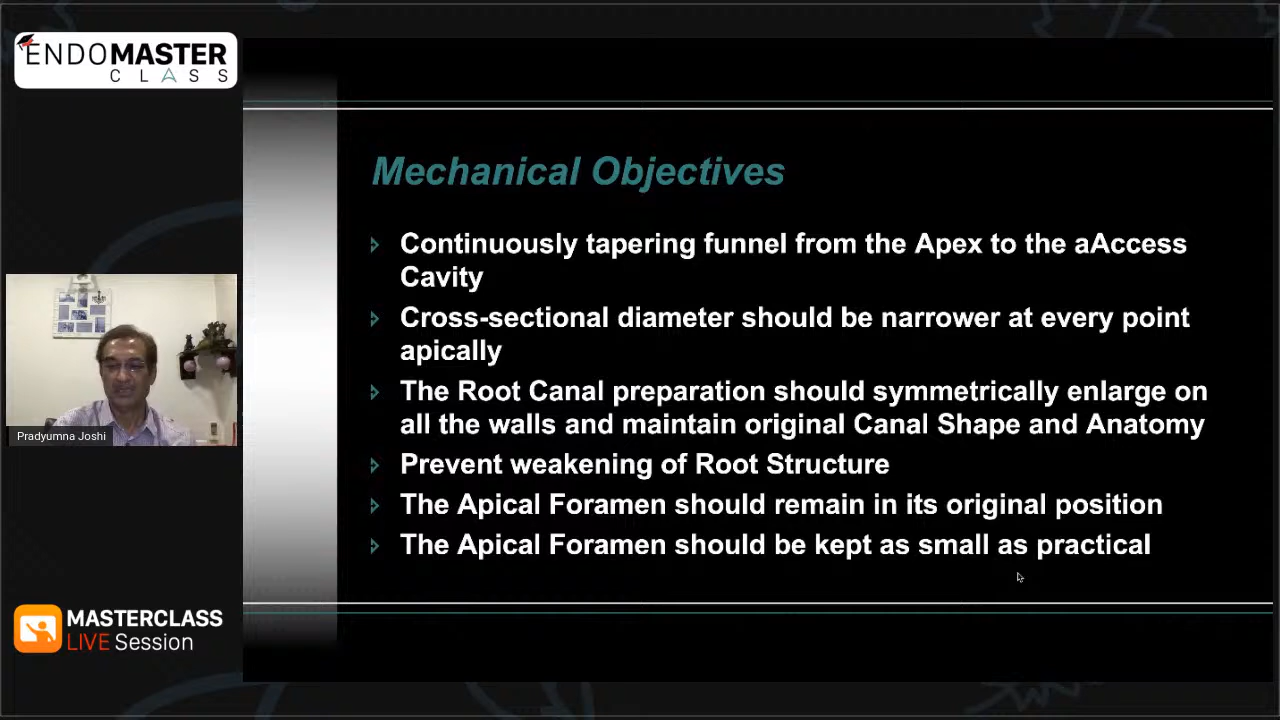 ENDOMASTER
CLASS
Mechanical Objectives
Continuously tapering funnel from the Apex to the aAccess
Cavity
Cross-sectional diameter should be narrower at every point
apically
The Root Canal preparation should symmetrically enlarge on
all the walls and maintain original Canal Shape and Anatomy
Prevent weakening of Root Structure
The Apical Foramen should remain in its original position
The Apical Foramen should be kept as small as practical
Pradyumna Joshi
MASTERCLASS
LIVE Session